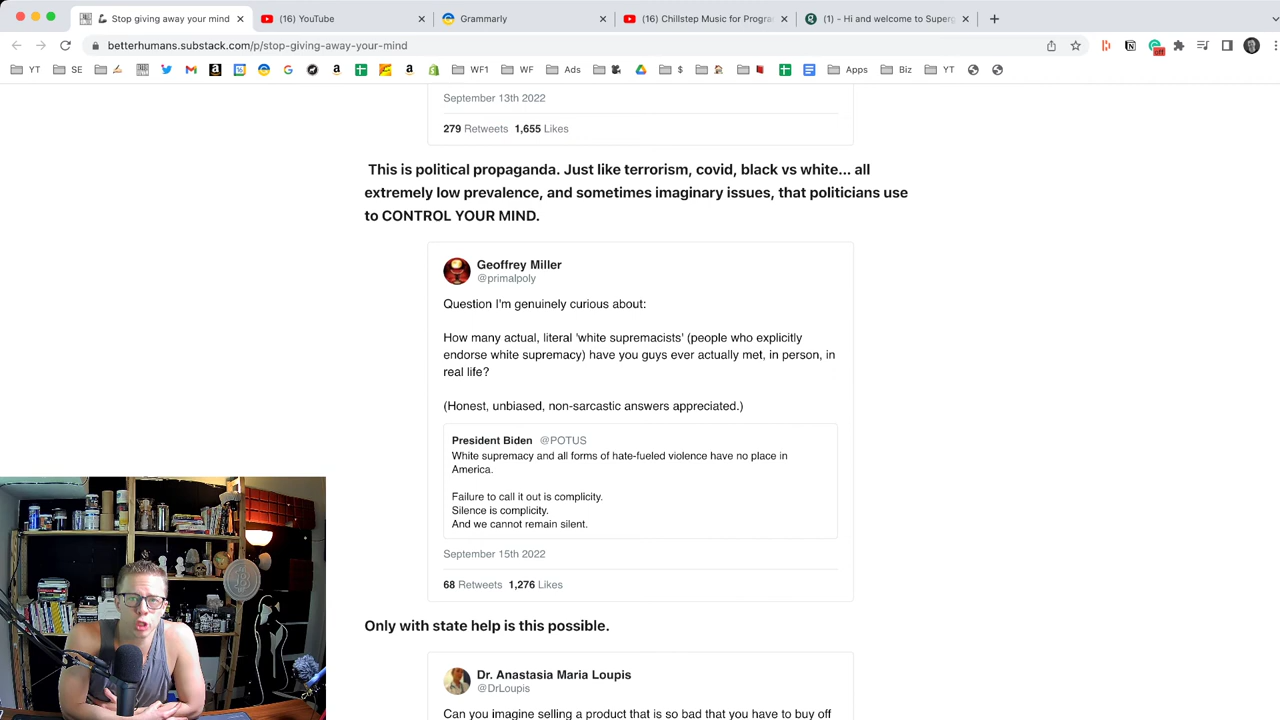 Stop giving away your mind
(16) YouTube
Grammarly
(16) Chillstep Music for Progra
(1) - Hi and welcome to Superg
betterhumans.substack.com/p/stop-giving-away-your-mind
off
YT
SE
WF1
WF
Ads
$
Apps
Biz
YT
September 13th 2022
279 Retweets 1,655 Likes
This is political propaganda. Just like terrorism, covid, black vs white... all
extremely low prevalence, and sometimes imaginary issues, that politicians use
to CONTROL YOUR MIND.
Geoffrey Miller
@primalpoly
Question I'm genuinely curious about:
How many actual, literal 'white supremacists' (people who explicitly
endorse white supremacy) have you guys ever actually met, in person, in
real life?
(Honest, unbiased, non-sarcastic answers appreciated.)
President Biden @POTUS
White supremacy and all forms of hate-fueled violence have no place in
America.
Failure to call it out is complicity.
Silence is complicity.
And we cannot remain silent.
September 15th 2022
68 Retweets 1,276 Likes
Only with state help is this possible.
Dr. Anastasia Maria Loupis
@DrLoupis
Can you imagine selling a product that is so bad that you have to buy off